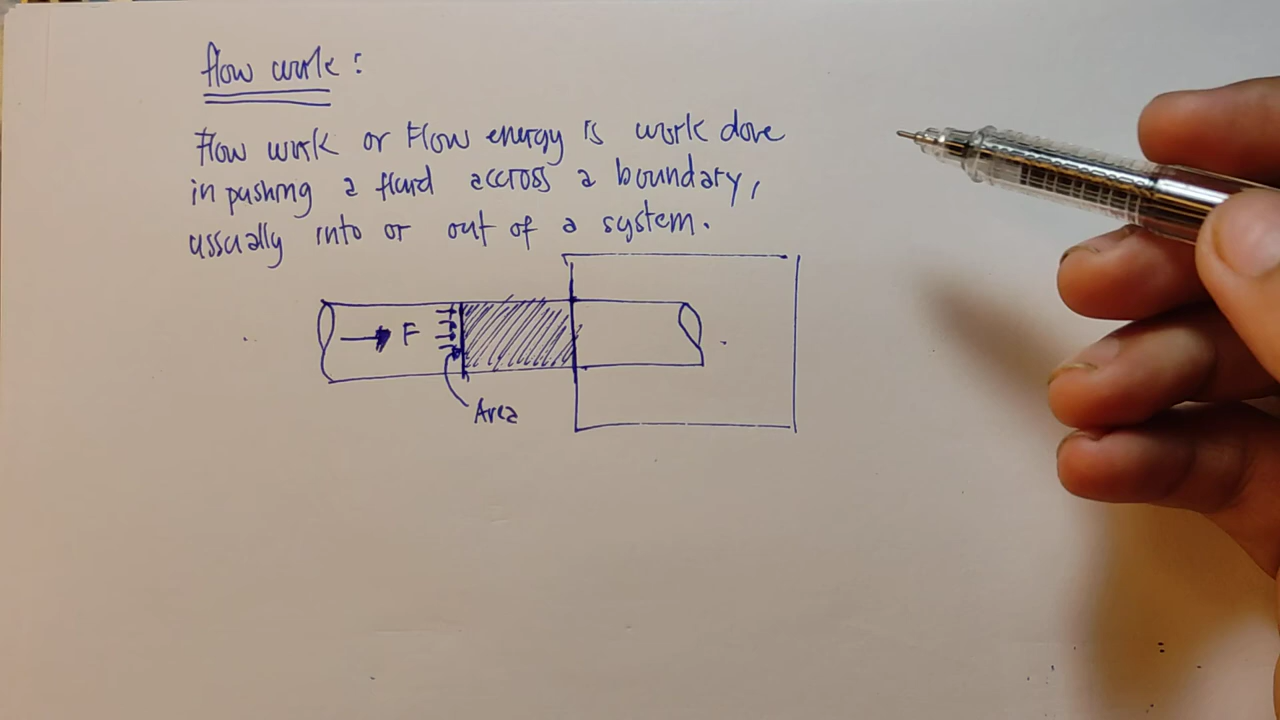 flow work:
Flow work or Flow energy is work done
in pushing a fluid accross a boundary,
ussually into or out of a system.
F
Area